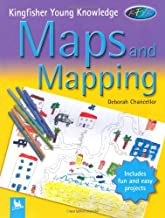 Kingfisher Young Knowledge
Maps and
Mapping
Deborah Chancellor
Includes
fun and easy
projects